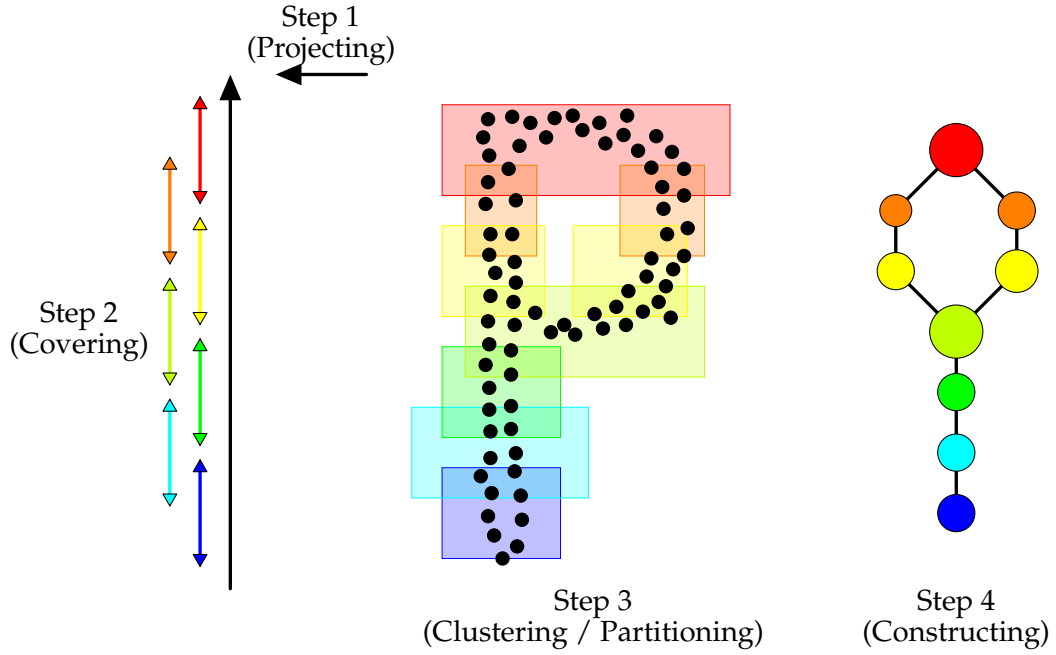 Step 1
(Projecting)
Step 2
(Covering)
Step 3
(Clustering / Partitioning)
Step 4
(Constructing)